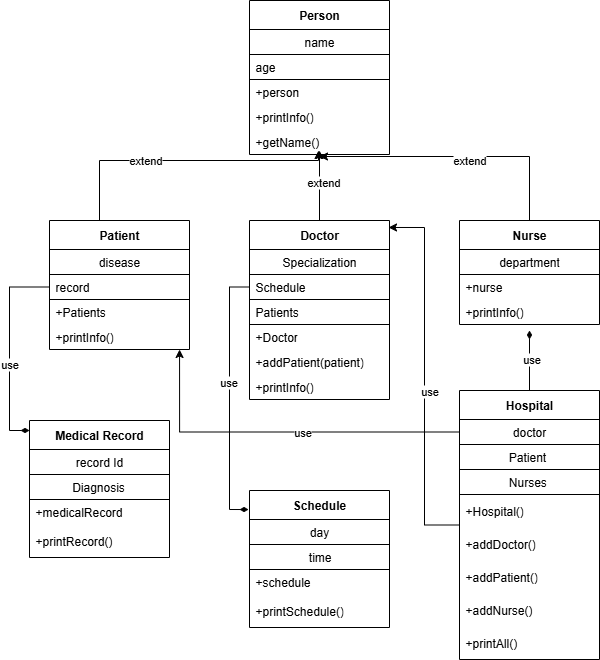 Person
name
age
+person
+printInfo()
+getName()
extend
extend
extend
Patient
disease
record
+Patients
+printInfo()
Doctor
Specialization
Schedule
Patients
+Doctor
+addPatient(patient)
+printInfo()
Nurse
department
+nurse
+printInfo()
use
use
use
use
use
Medical Record
record Id
Diagnosis
+medicalRecord
+printRecord()
Schedule
day
time
+schedule
+printSchedule()
Hospital
doctor
Patient
Nurses
+Hospital()
+addDoctor()
+addPatient()
+addNurse()
+printAll()